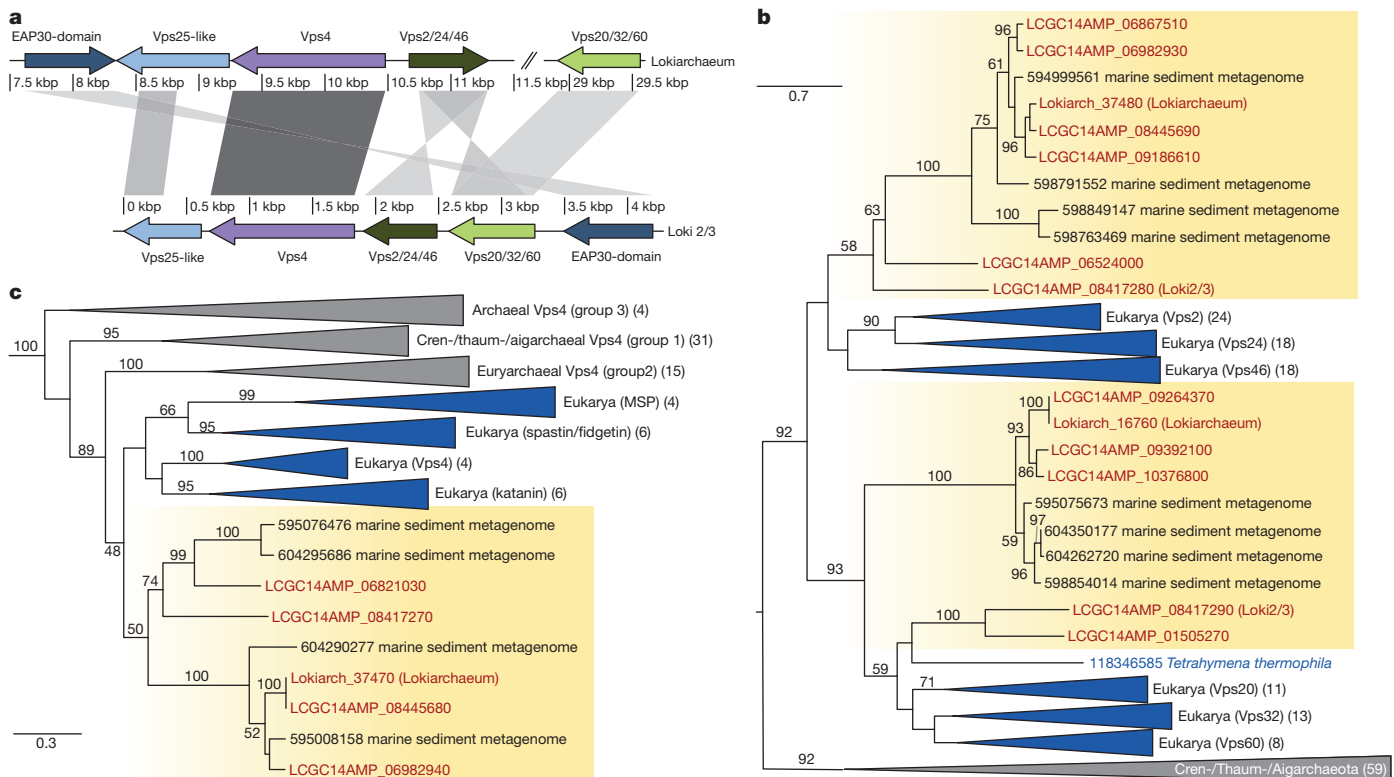 a
EAP30-domain Vps25-like Vps4 Vps2/24/46 Vps20/32/60
Lokiarchaeum
7.5 kbp 8 kbp 8.5 kbp 9 kbp 9.5 kbp 10 kbp 10.5 kbp 11 kbp 11.5 kbp 29 kbp 29.5 kbp
0 kbp 0.5 kbp 1 kbp 1.5 kbp 2 kbp 2.5 kbp 3 kbp 3.5 kbp 4 kbp
Loki 2/3
Vps25-like Vps4 Vps2/24/46 Vps20/32/60 EAP30-domain
b
0.7
LCGC14AMP_06867510
96
LCGC14AMP_06982930
61
594999561 marine sediment metagenome
Lokiarch_37480 (Lokiarchaeum)
75
LCGC14AMP_08445690
96
LCGC14AMP_09186610
100
598791552 marine sediment metagenome
598849147 marine sediment metagenome
100
63
598763469 marine sediment metagenome
58
LCGC14AMP_06524000
LCGC14AMP_08417280 (Loki2/3)
90
Eukarya (Vps2) (24)
Eukarya (Vps24) (18)
Eukarya (Vps46) (18)
92
LCGC14AMP_09264370
100
Lokiarch_16760 (Lokiarchaeum)
93
LCGC14AMP_09392100
86
LCGC14AMP_10376800
100
595075673 marine sediment metagenome
97
604350177 marine sediment metagenome
59
604262720 marine sediment metagenome
96
598854014 marine sediment metagenome
93
LCGC14AMP_08417290 (Loki2/3)
100
LCGC14AMP_01505270
59
118346585 Tetrahymena thermophila
71
Eukarya (Vps20) (11)
Eukarya (Vps32) (13)
Eukarya (Vps60) (8)
92
Cren-/Thaum-/Aigarchaeota (59)
c
Archaeal Vps4 (group 3) (4)
100
95
Cren-/thaum-/aigarchaeal Vps4 (group 1) (31)
100
Euryarchaeal Vps4 (group2) (15)
99
Eukarya (MSP) (4)
66
95
Eukarya (spastin/fidgetin) (6)
89
100
Eukarya (Vps4) (4)
95
Eukarya (katanin) (6)
595076476 marine sediment metagenome
100
48
99
604295686 marine sediment metagenome
74
LCGC14AMP_06821030
LCGC14AMP_08417270
50
604290277 marine sediment metagenome
100
Lokiarch_37470 (Lokiarchaeum)
100
LCGC14AMP_08445680
52
595008158 marine sediment metagenome
LCGC14AMP_06982940
0.3